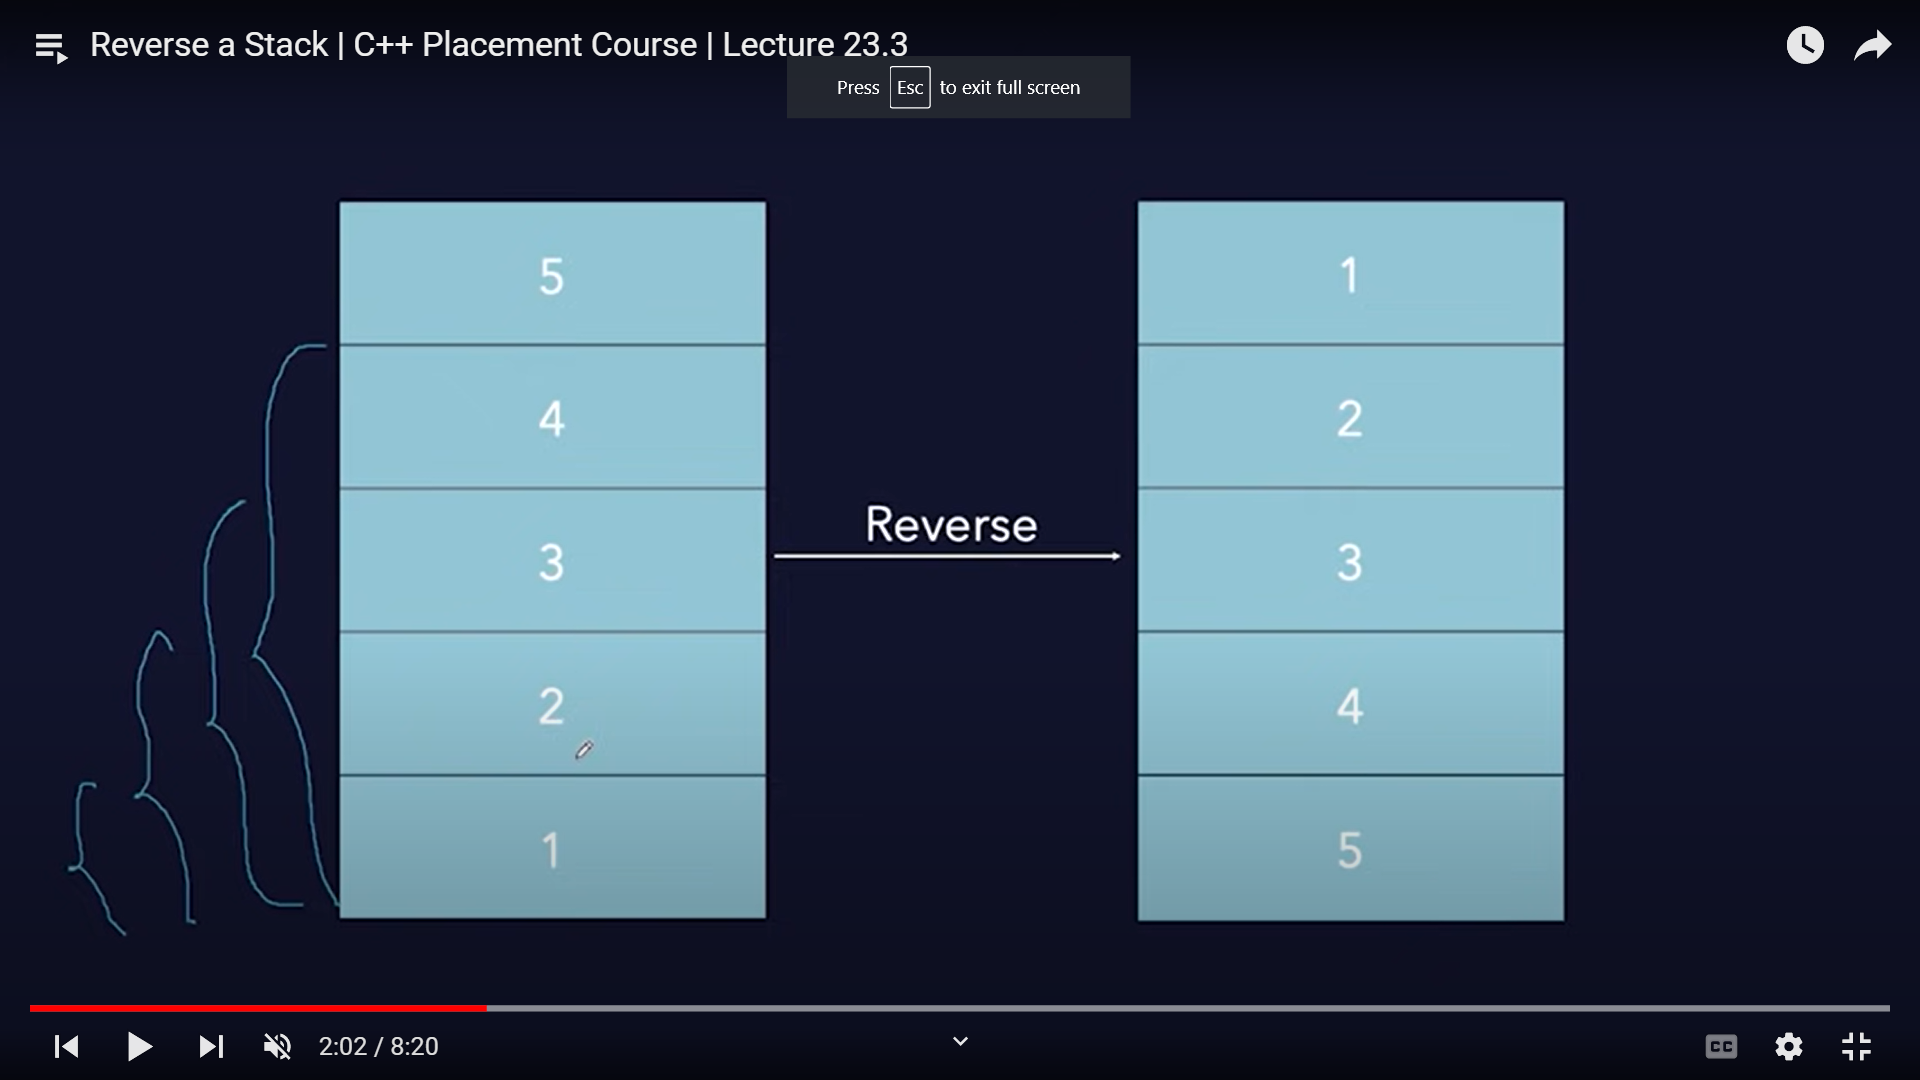 Reverse a Stack | C++ Placement Course | Lecture 23.3
Press Esc to exit full screen
5
4
3
2
1
Reverse
1
2
3
4
5
2:02 / 8:20
CC